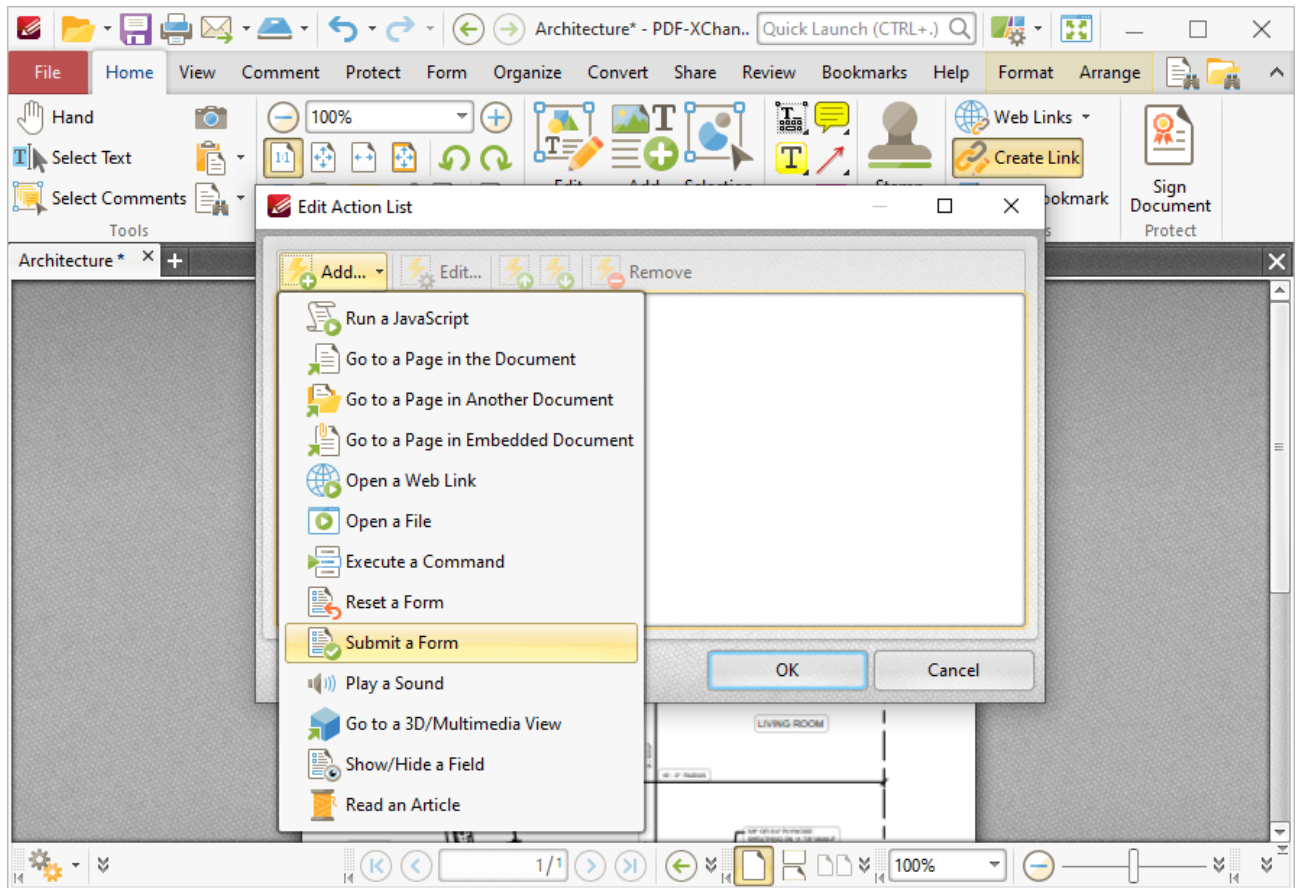 Architecture* - PDF-XChan.. Quick Launch (CTRL+.)
File Home View Comment Protect Form Organize Convert Share Review Bookmarks Help Format Arrange
Hand 100% Web Links
Select Text 1:1 Create Link
Select Comments Sign
Document
Tools Protect
Edit Action List
Architecture *
Add... Edit... Remove
Run a JavaScript
Go to a Page in the Document
Go to a Page in Another Document
Go to a Page in Embedded Document
Open a Web Link
Open a File
Execute a Command
Reset a Form
Submit a Form
Play a Sound
Go to a 3D/Multimedia View
Show/Hide a Field
Read an Article
OK Cancel
LIVING ROOM
1/1 100%